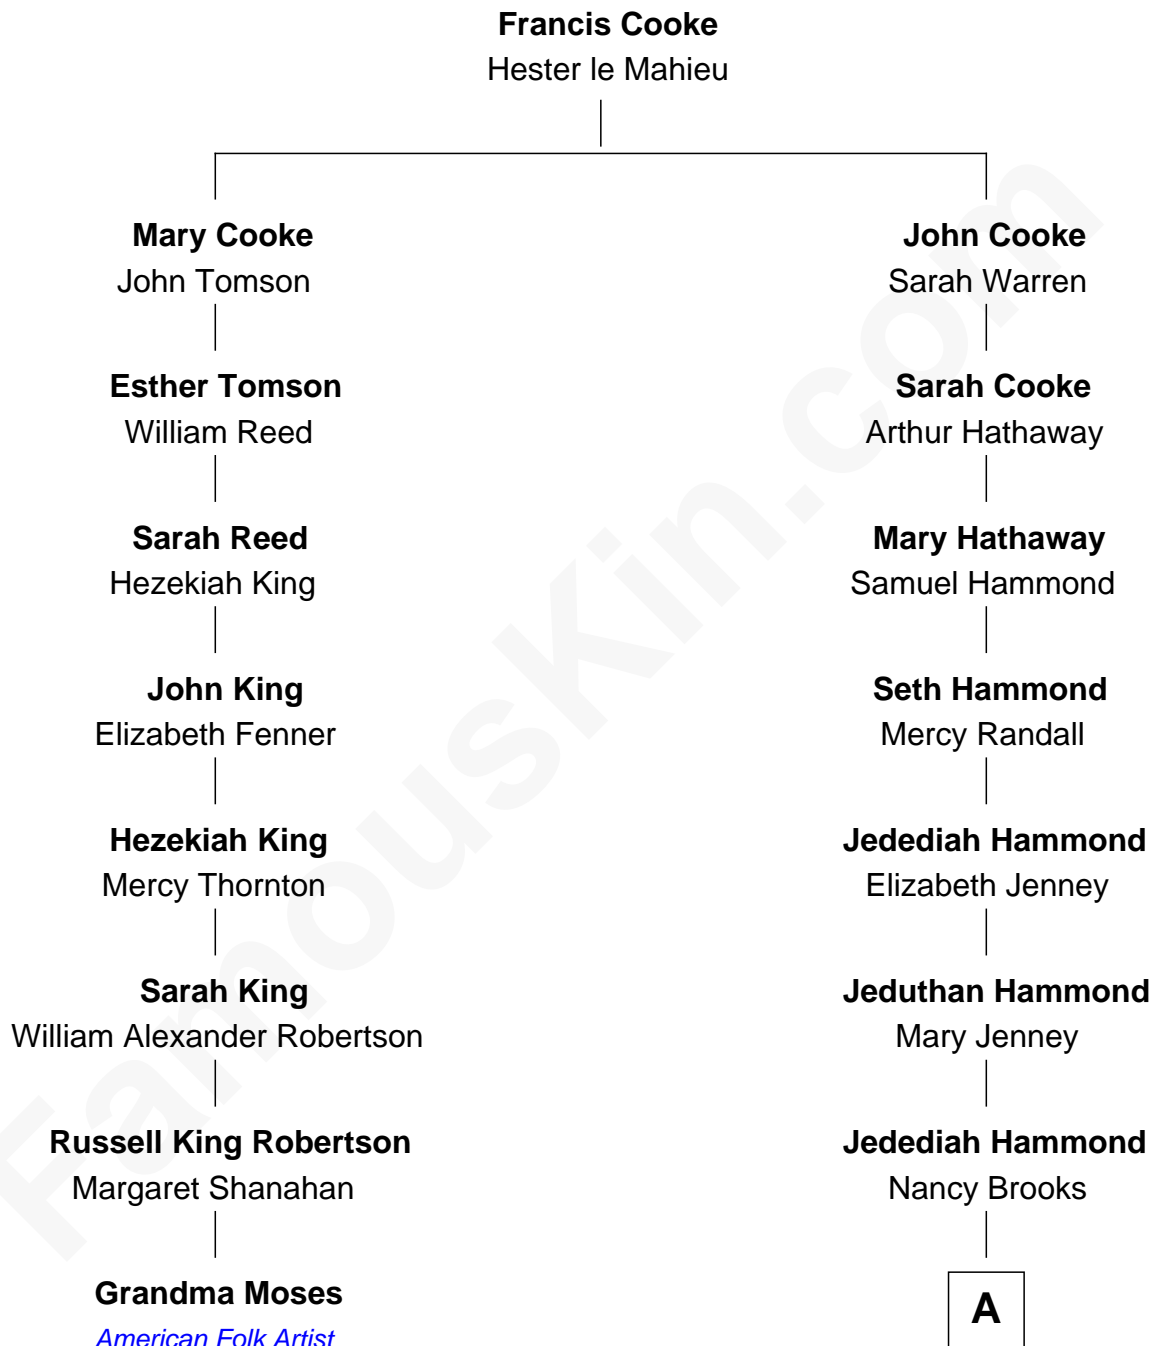 Francis Cooke
Hester le Mahieu
Mary Cooke
John Tomson
John Cooke
Sarah Warren
Esther Tomson
William Reed
Sarah Cooke
Arthur Hathaway
Sarah Reed
Hezekiah King
Mary Hathaway
Samuel Hammond
John King
Elizabeth Fenner
Seth Hammond
Mercy Randall
Hezekiah King
Mercy Thornton
Jedediah Hammond
Elizabeth Jenney
Sarah King
William Alexander Robertson
Jeduthan Hammond
Mary Jenney
Russell King Robertson
Margaret Shanahan
Jedediah Hammond
Nancy Brooks
Grandma Moses
American Folk Artist
A
FamousKin.com